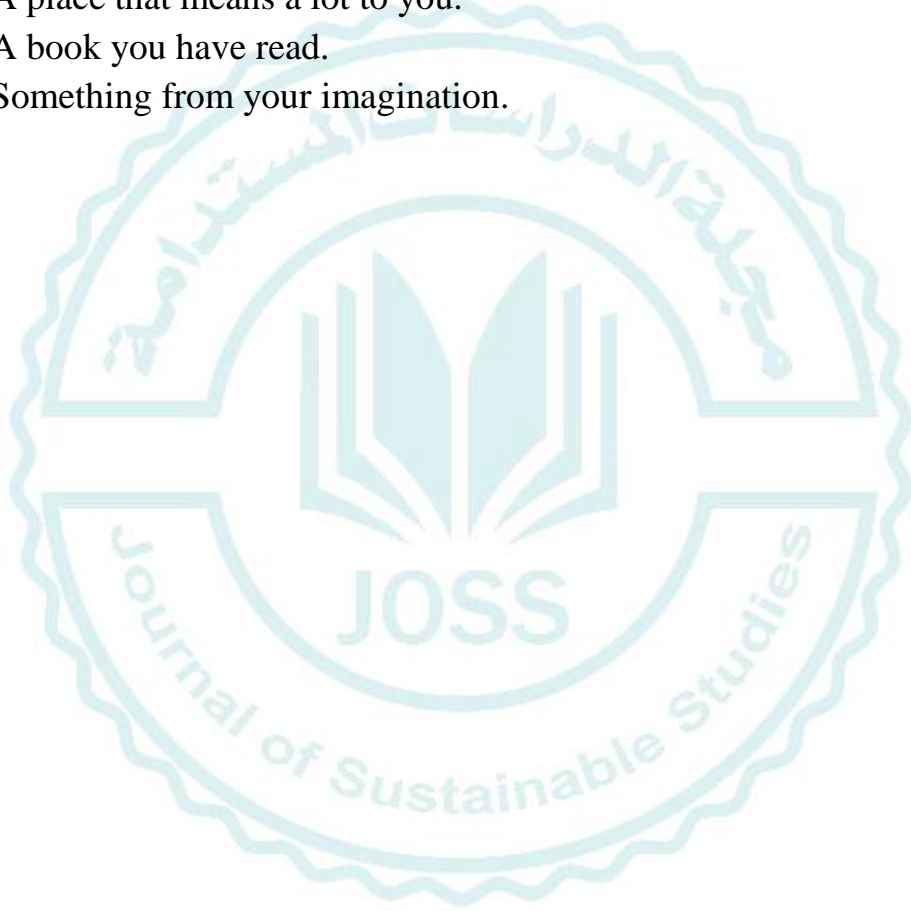 A place that means a lot to you.
A book you have read.
Something from your imagination.
مجلة الدراسات المستدامة
JOSS
Journal of Sustainable Studies